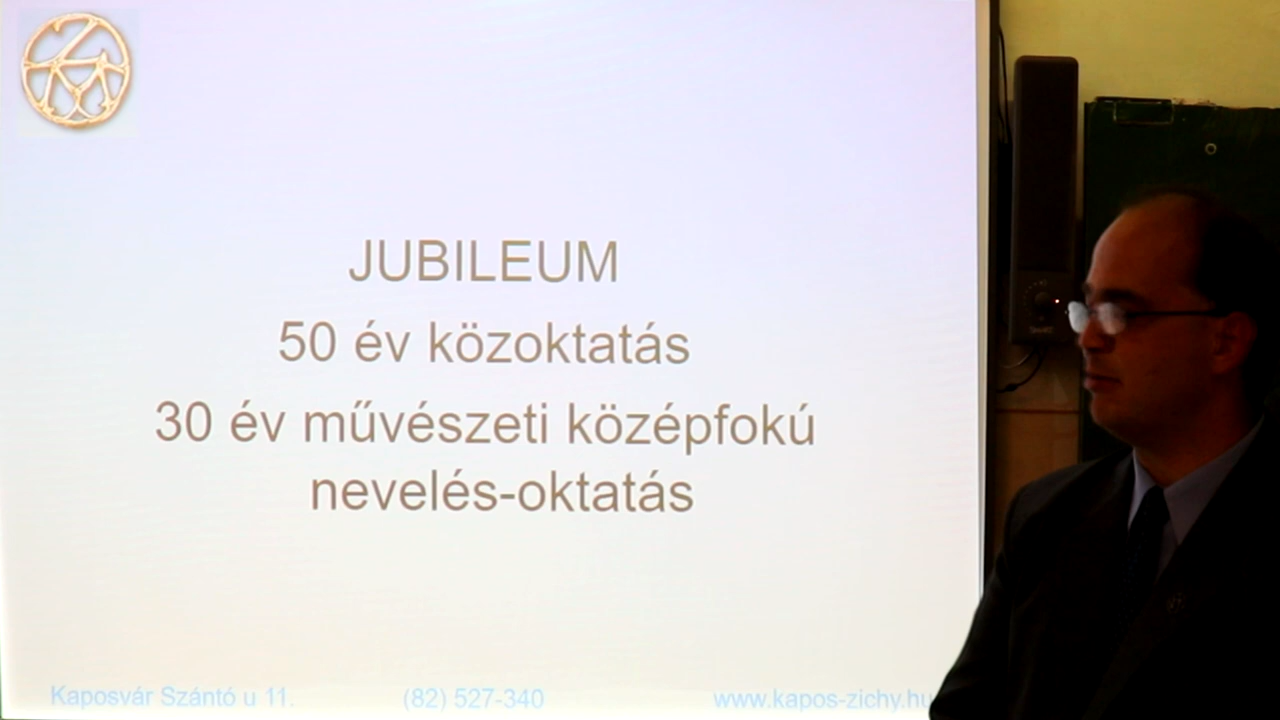 JUBILEUM
50 év közoktatás
30 év művészeti középfokú
nevelés-oktatás
Kaposvár Szántó u 11. (82) 527-340 www.kapos-zichy.hu